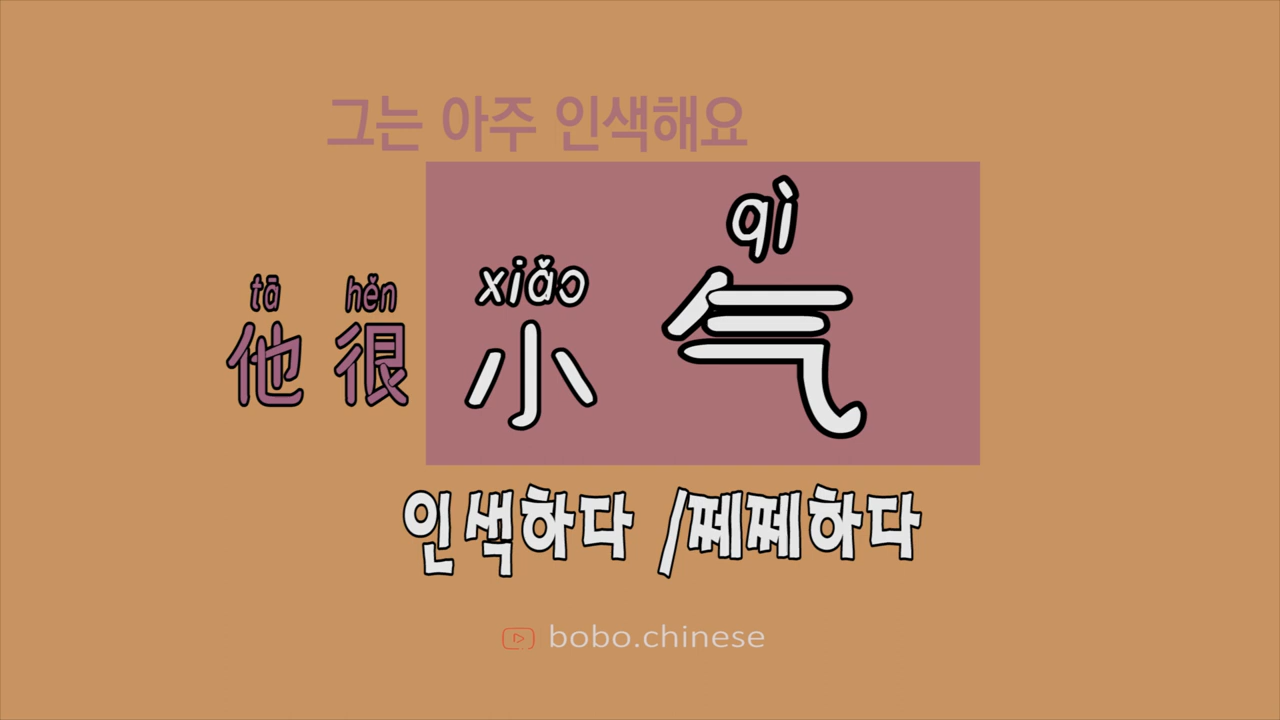 그는 아주 인색해요
qì
xiǎo
tā hěn
他很小气
인색하다 /쩨쩨하다
bobo.chinese